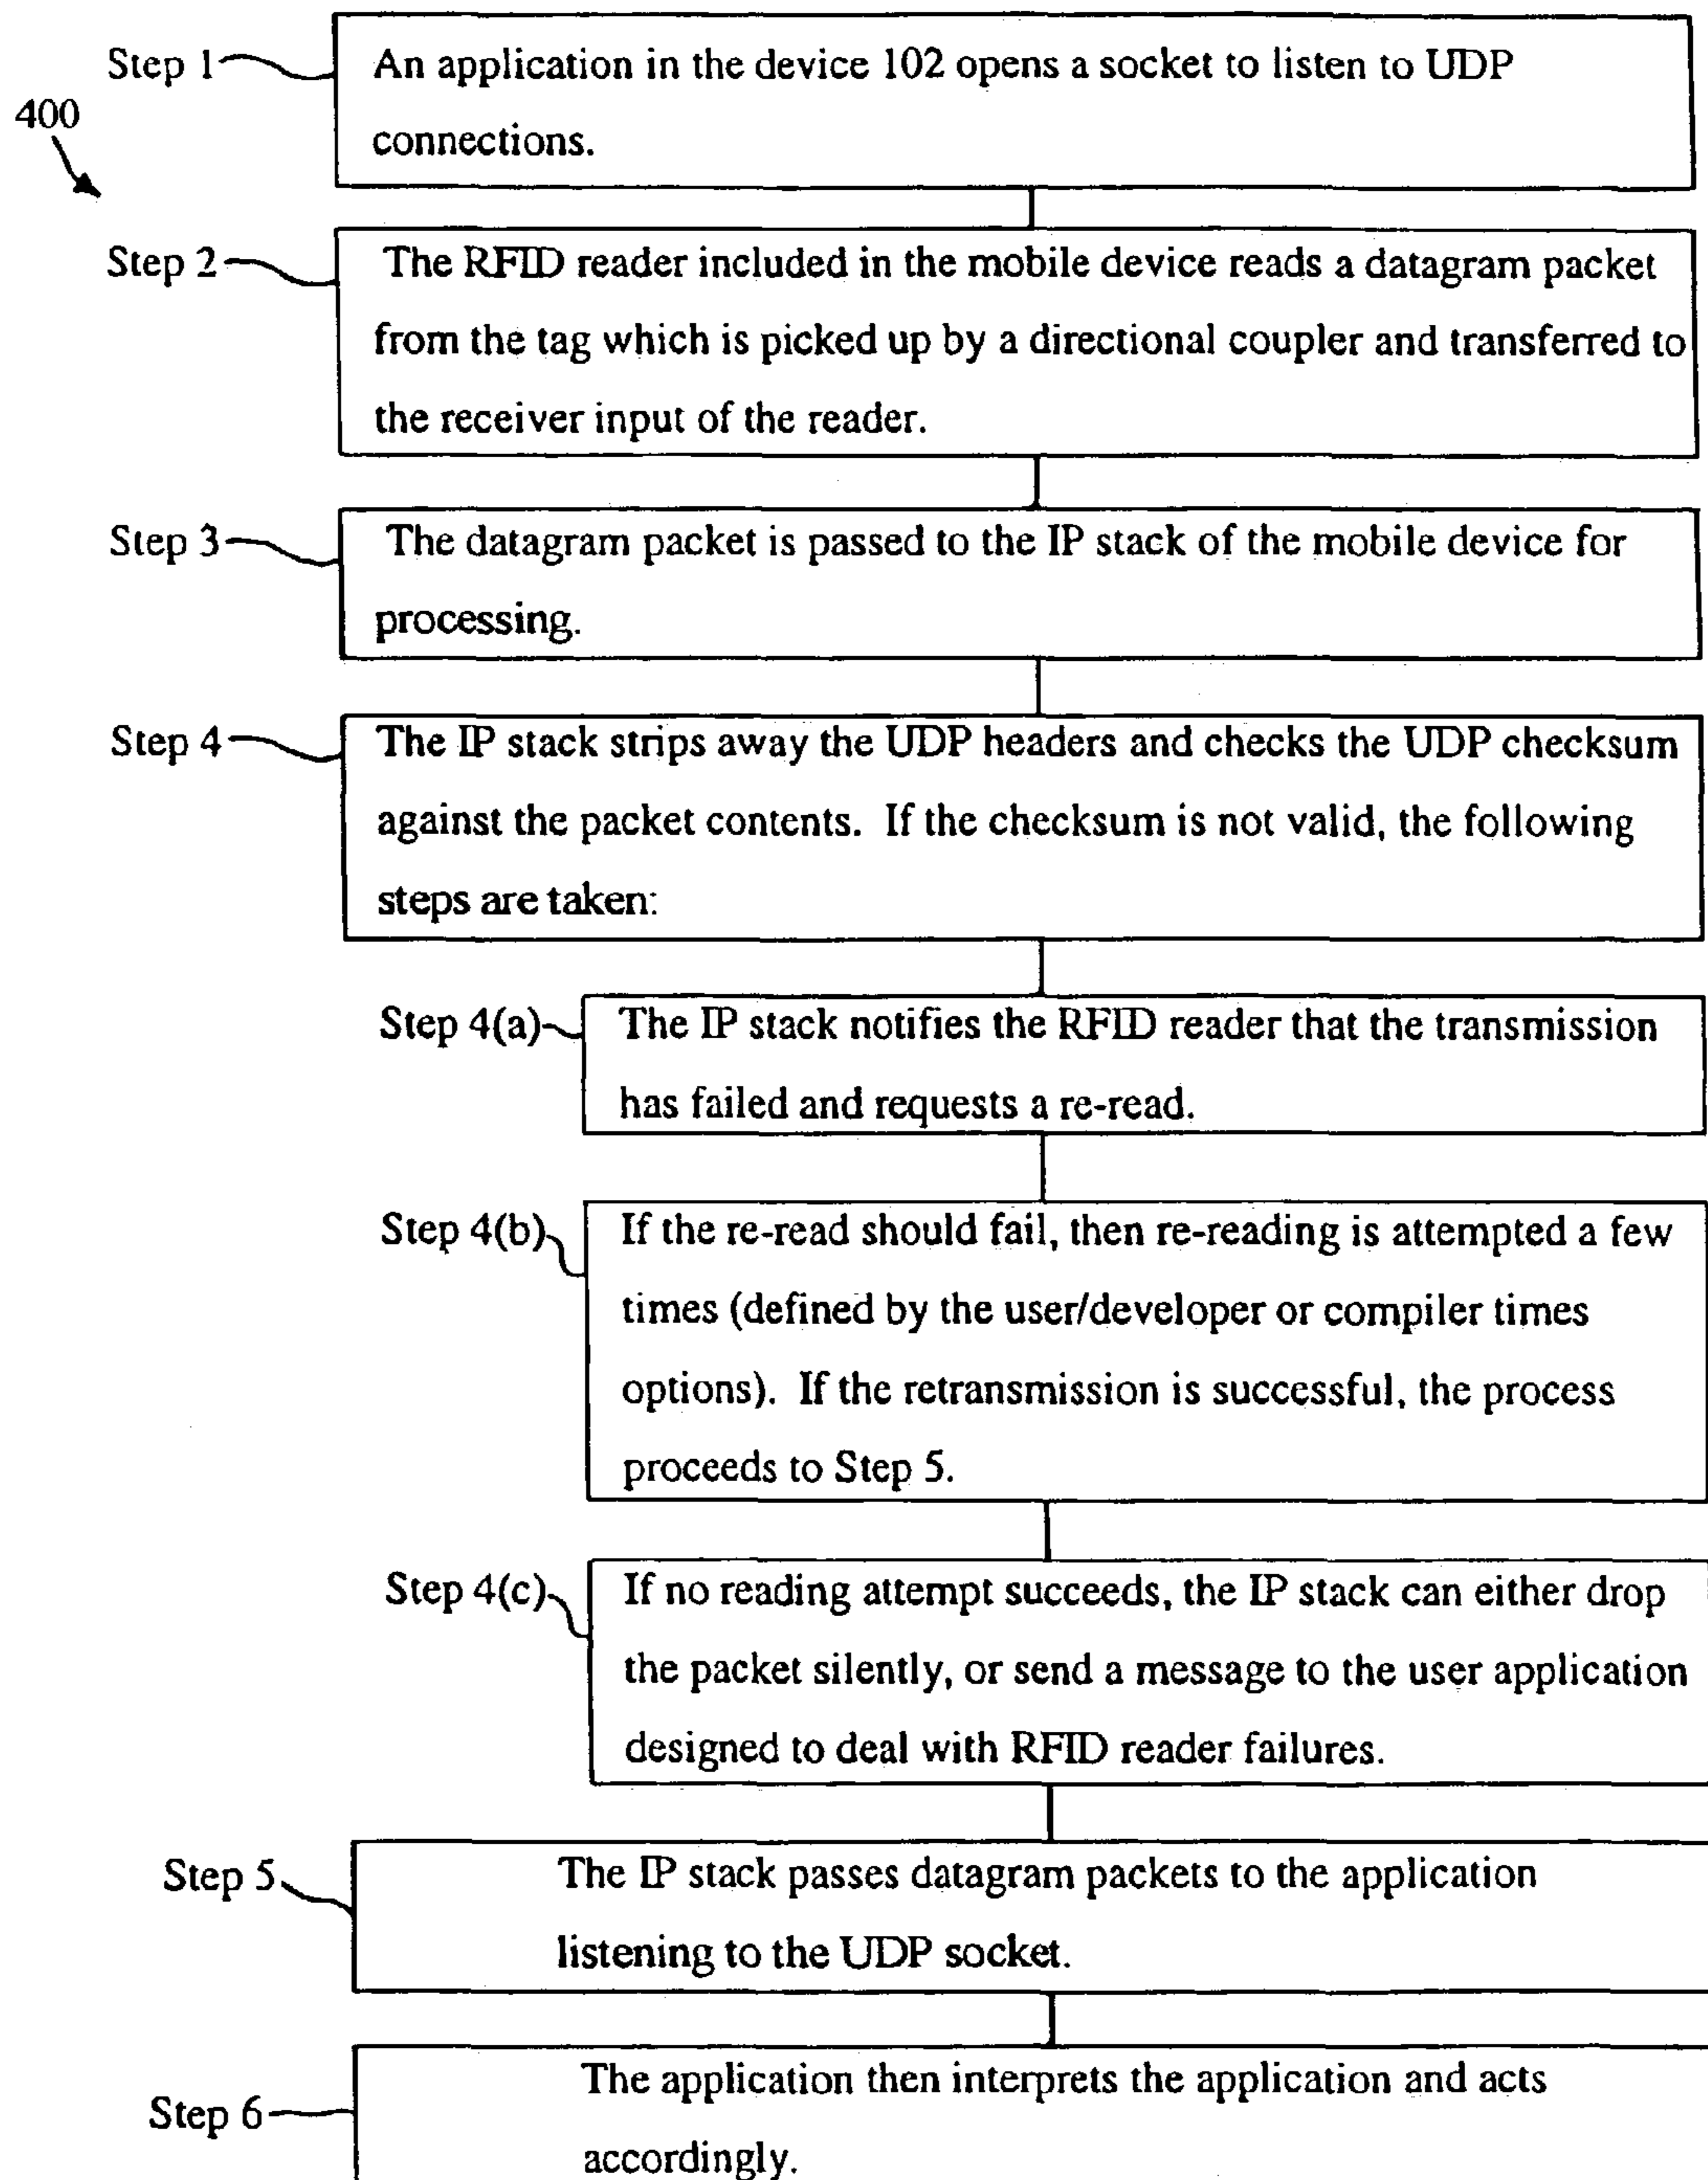 Step 1
An application in the device 102 opens a socket to listen to UDP
connections.
400
Step 2
The RFID reader included in the mobile device reads a datagram packet
from the tag which is picked up by a directional coupler and transferred to
the receiver input of the reader.
Step 3
The datagram packet is passed to the IP stack of the mobile device for
processing.
Step 4
The IP stack strips away the UDP headers and checks the UDP checksum
against the packet contents.  If the checksum is not valid, the following
steps are taken:
Step 4(a)
The IP stack notifies the RFID reader that the transmission
has failed and requests a re-read.
Step 4(b)
If the re-read should fail, then re-reading is attempted a few
times (defined by the user/developer or compiler times
options).  If the retransmission is successful, the process
proceeds to Step 5.
Step 4(c)
If no reading attempt succeeds, the IP stack can either drop
the packet silently, or send a message to the user application
designed to deal with RFID reader failures.
Step 5
The IP stack passes datagram packets to the application
listening to the UDP socket.
Step 6
The application then interprets the application and acts
accordingly.